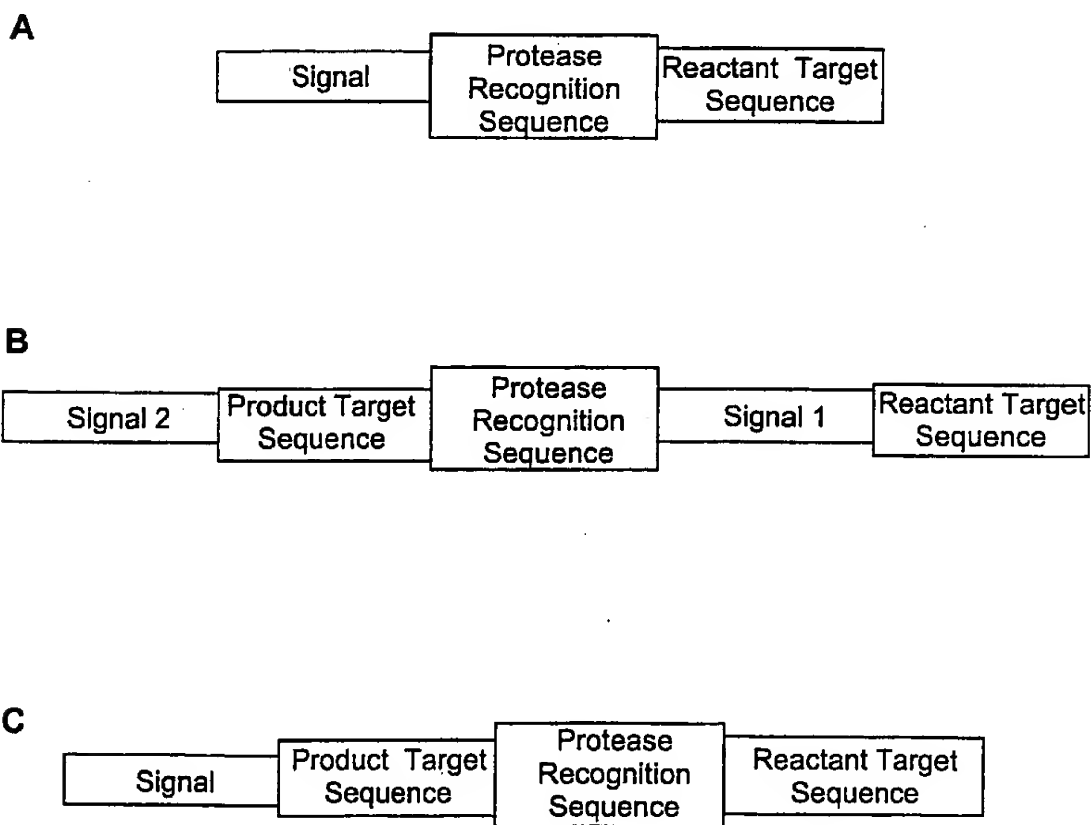 A
Signal
Protease
Recognition
Sequence
Reactant Target
Sequence
B
Signal 2
Product Target
Sequence
Protease
Recognition
Sequence
Signal 1
Reactant Target
Sequence
C
Signal
Product Target
Sequence
Protease
Recognition
Sequence
Reactant Target
Sequence